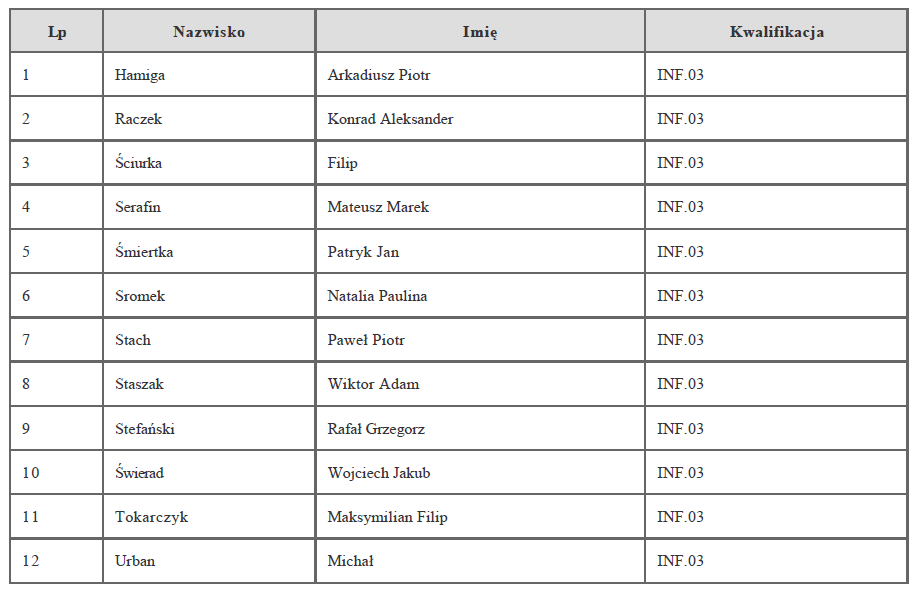 Lp Nazwisko Imię Kwalifikacja
1 Hamiga Arkadiusz Piotr INF.03
2 Raczek Konrad Aleksander INF.03
3 Ściurka Filip INF.03
4 Serafin Mateusz Marek INF.03
5 Śmiertka Patryk Jan INF.03
6 Sromek Natalia Paulina INF.03
7 Stach Paweł Piotr INF.03
8 Staszak Wiktor Adam INF.03
9 Stefański Rafał Grzegorz INF.03
10 Świerad Wojciech Jakub INF.03
11 Tokarczyk Maksymilian Filip INF.03
12 Urban Michał INF.03